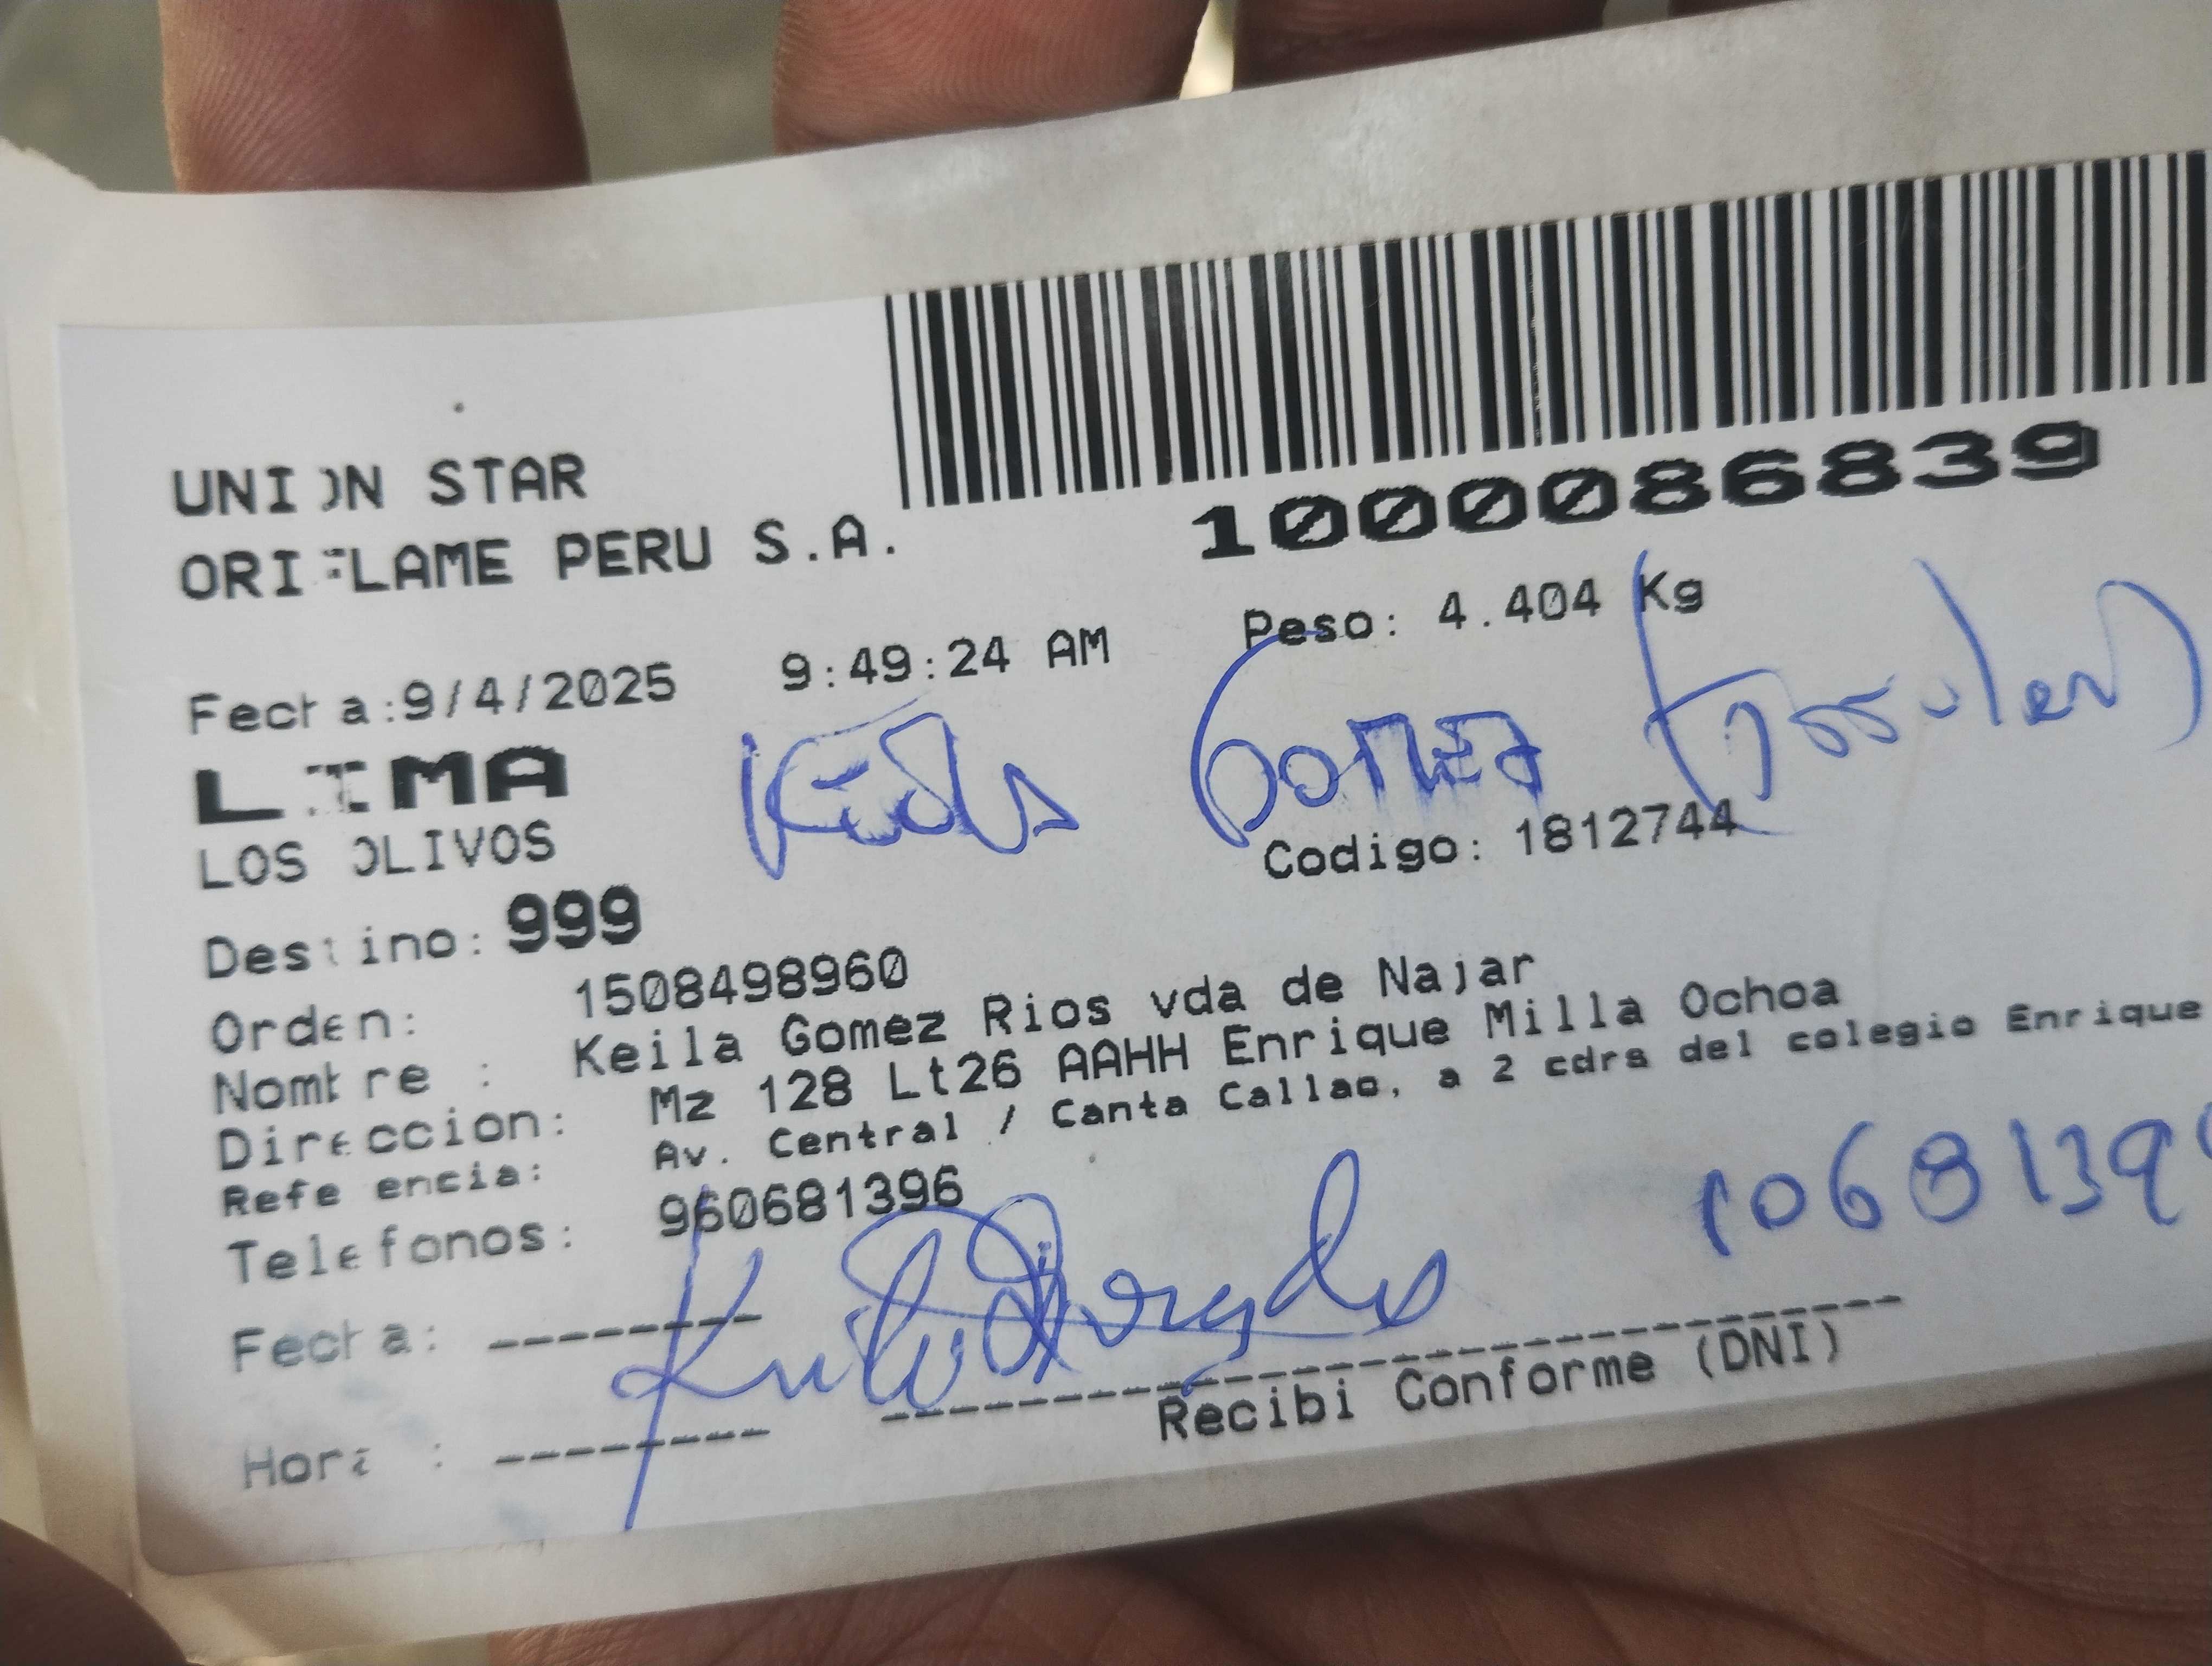 UNION STAR
ORIFLAME PERU S.A.
1000086839
Fecha:9/4/2025 9:49:24 AM Peso: 4.404 Kg
LIMA
Keila Gomez
LOS OLIVOS
Codigo: 1812744
Destino: 999
Orden: 1508498960
Nombre : Keila Gomez Rios vda de Najar
Direccion: Mz 128 Lt26 AAHH Enrique Milla Ochoa
Referencia: Av. Central / Canta Callao, a 2 cdrs del colegio Enrique
Telefonos: 960681396
Fecha: --------
Hora : --------
Recibi Conforme (DNI)